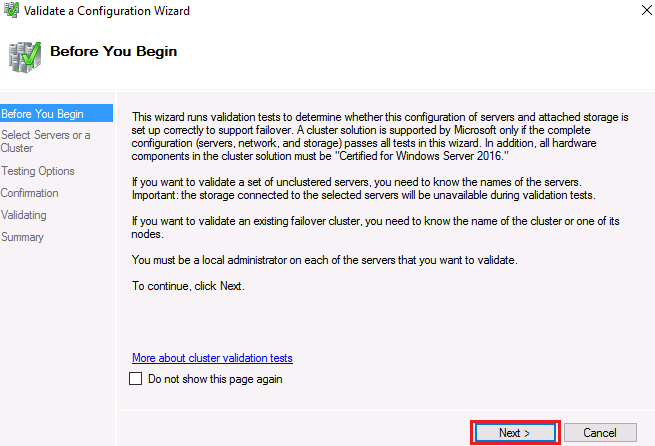 Validate a Configuration Wizard
Before You Begin
Before You Begin
Select Servers or a
Cluster
Testing Options
Confirmation
Validating
Summary
This wizard runs validation tests to determine whether this configuration of servers and attached storage is
set up correctly to support failover. A cluster solution is supported by Microsoft only if the complete
configuration (servers, network, and storage) passes all tests in this wizard. In addition, all hardware
components in the cluster solution must be "Certified for Windows Server 2016."
If you want to validate a set of unclustered servers, you need to know the names of the servers.
Important: the storage connected to the selected servers will be unavailable during validation tests.
If you want to validate an existing failover cluster, you need to know the name of the cluster or one of its
nodes.
You must be a local administrator on each of the servers that you want to validate.
To continue, click Next.
More about cluster validation tests
Do not show this page again
Next >
Cancel